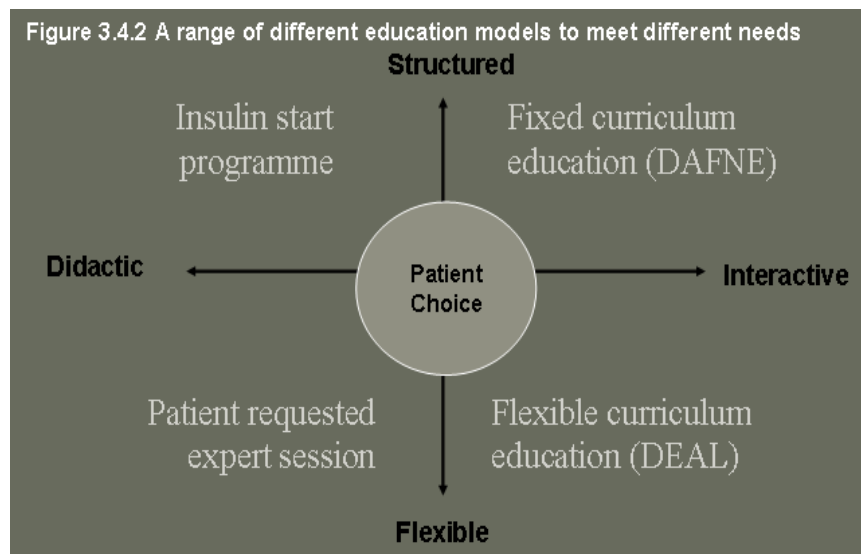 Figure 3.4.2 A range of different education models to meet different needs
Structured
Insulin start
programme
Fixed curriculum
education (DAFNE)
Didactic
Patient
Choice
Interactive
Patient requested
expert session
Flexible curriculum
education (DEAL)
Flexible